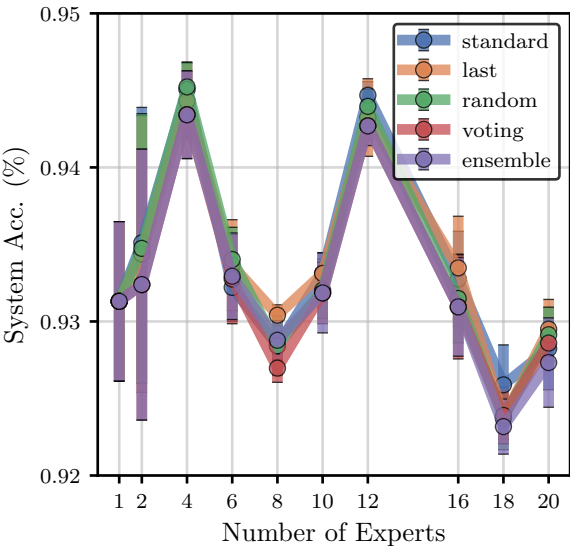 0.95
0.94
0.93
0.92
System Acc. (%)
standard
last
random
voting
ensemble
1 2 4 6 8 10 12 16 18 20
Number of Experts